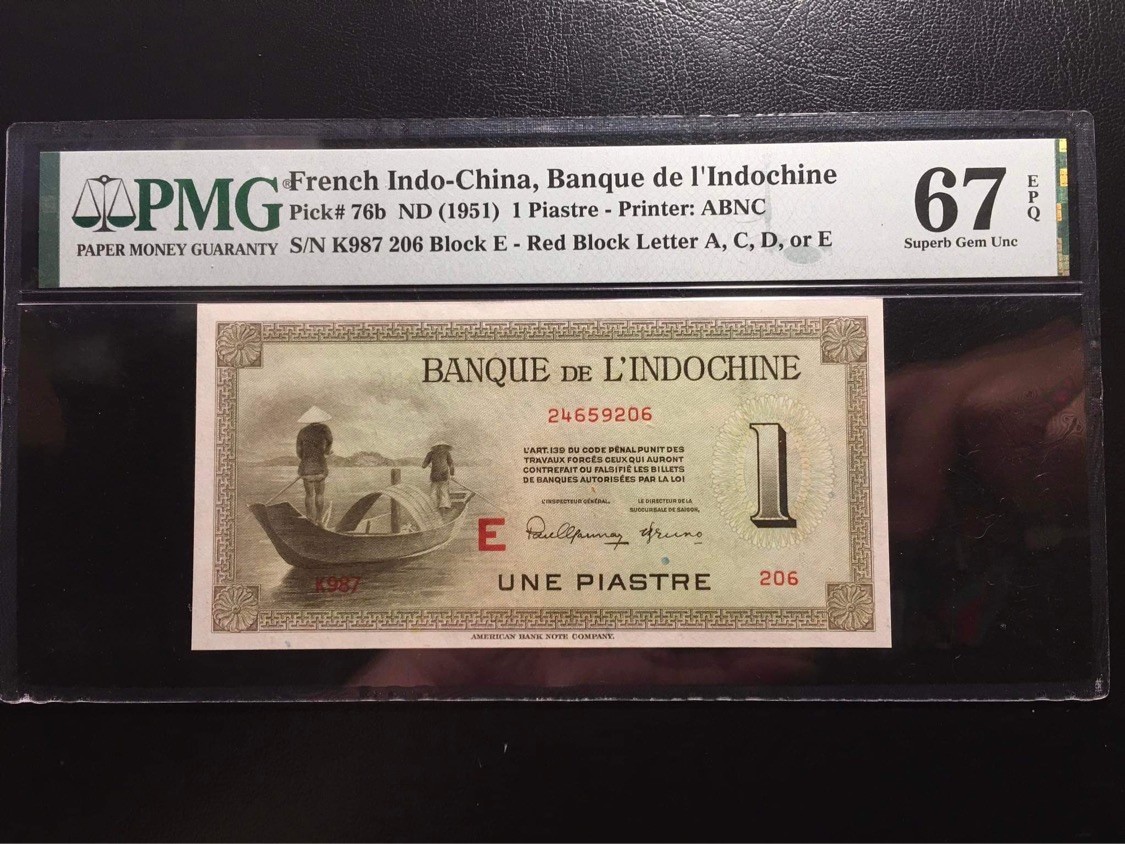 PMG®
PAPER MONEY GUARANTY
French Indo-China, Banque de l'Indochine
Pick# 76b ND (1951) 1 Piastre - Printer: ABNC
S/N K987 206 Block E - Red Block Letter A, C, D, or E
67
EPQ
Superb Gem Unc
BANQUE DE L'INDOCHINE
24659206
L'ART.139 DU CODE PÉNAL PUNIT DES
TRAVAUX FORCÉS CEUX QUI AURONT
CONTREFAIT OU FALSIFIÉ LES BILLETS
DE BANQUES AUTORISÉES PAR LA LOI
1
L'INSPECTEUR GÉNÉRAL,
LE DIRECTEUR DE LA
SUCCURSALE DE SAIGON,
E
K987
UNE PIASTRE
206
AMERICAN BANK NOTE COMPANY.